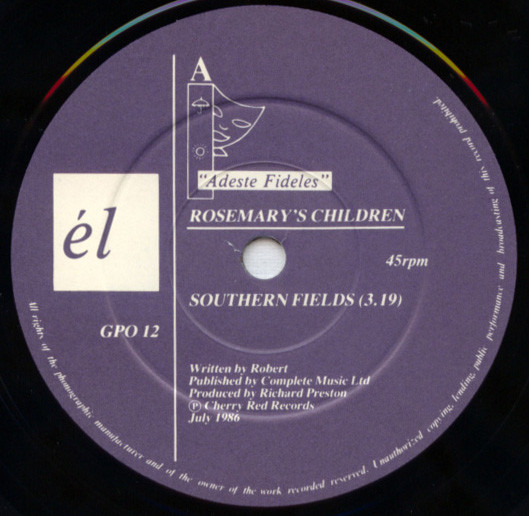 A
"Adeste Fideles"
ROSEMARY'S CHILDREN
él
45rpm
SOUTHERN FIELDS (3.19)
GPO 12
Written by Robert
Published by Complete Music Ltd
Produced by Richard Preston
℗ Cherry Red Records
July 1986
All rights of the phonographic manufacturer and of the owner of the work recorded reserved. Unauthorized copying, lending, public performance and broadcasting of this record prohibited.